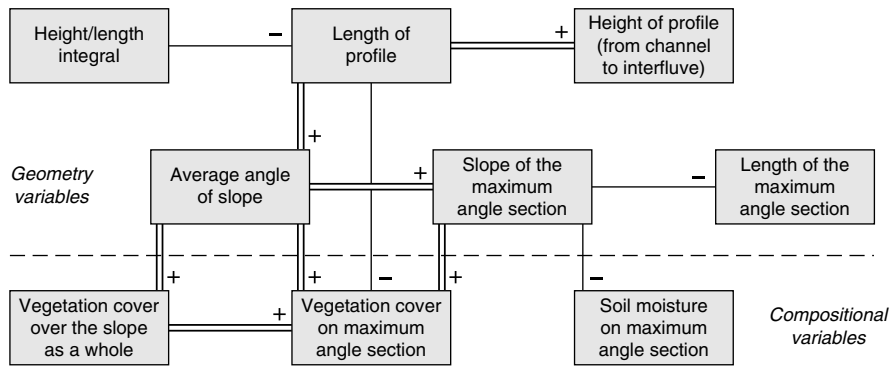 Height/length
integral
−
Length of
profile
+
Height of profile
(from channel
to interfluve)
+
Geometry
variables
Average angle
of slope
+
Slope of the
maximum
angle section
−
Length of the
maximum
angle section
+
+
−
+
−
Vegetation cover
over the slope
as a whole
+
Vegetation cover
on maximum
angle section
Soil moisture
on maximum
angle section
Compositional
variables